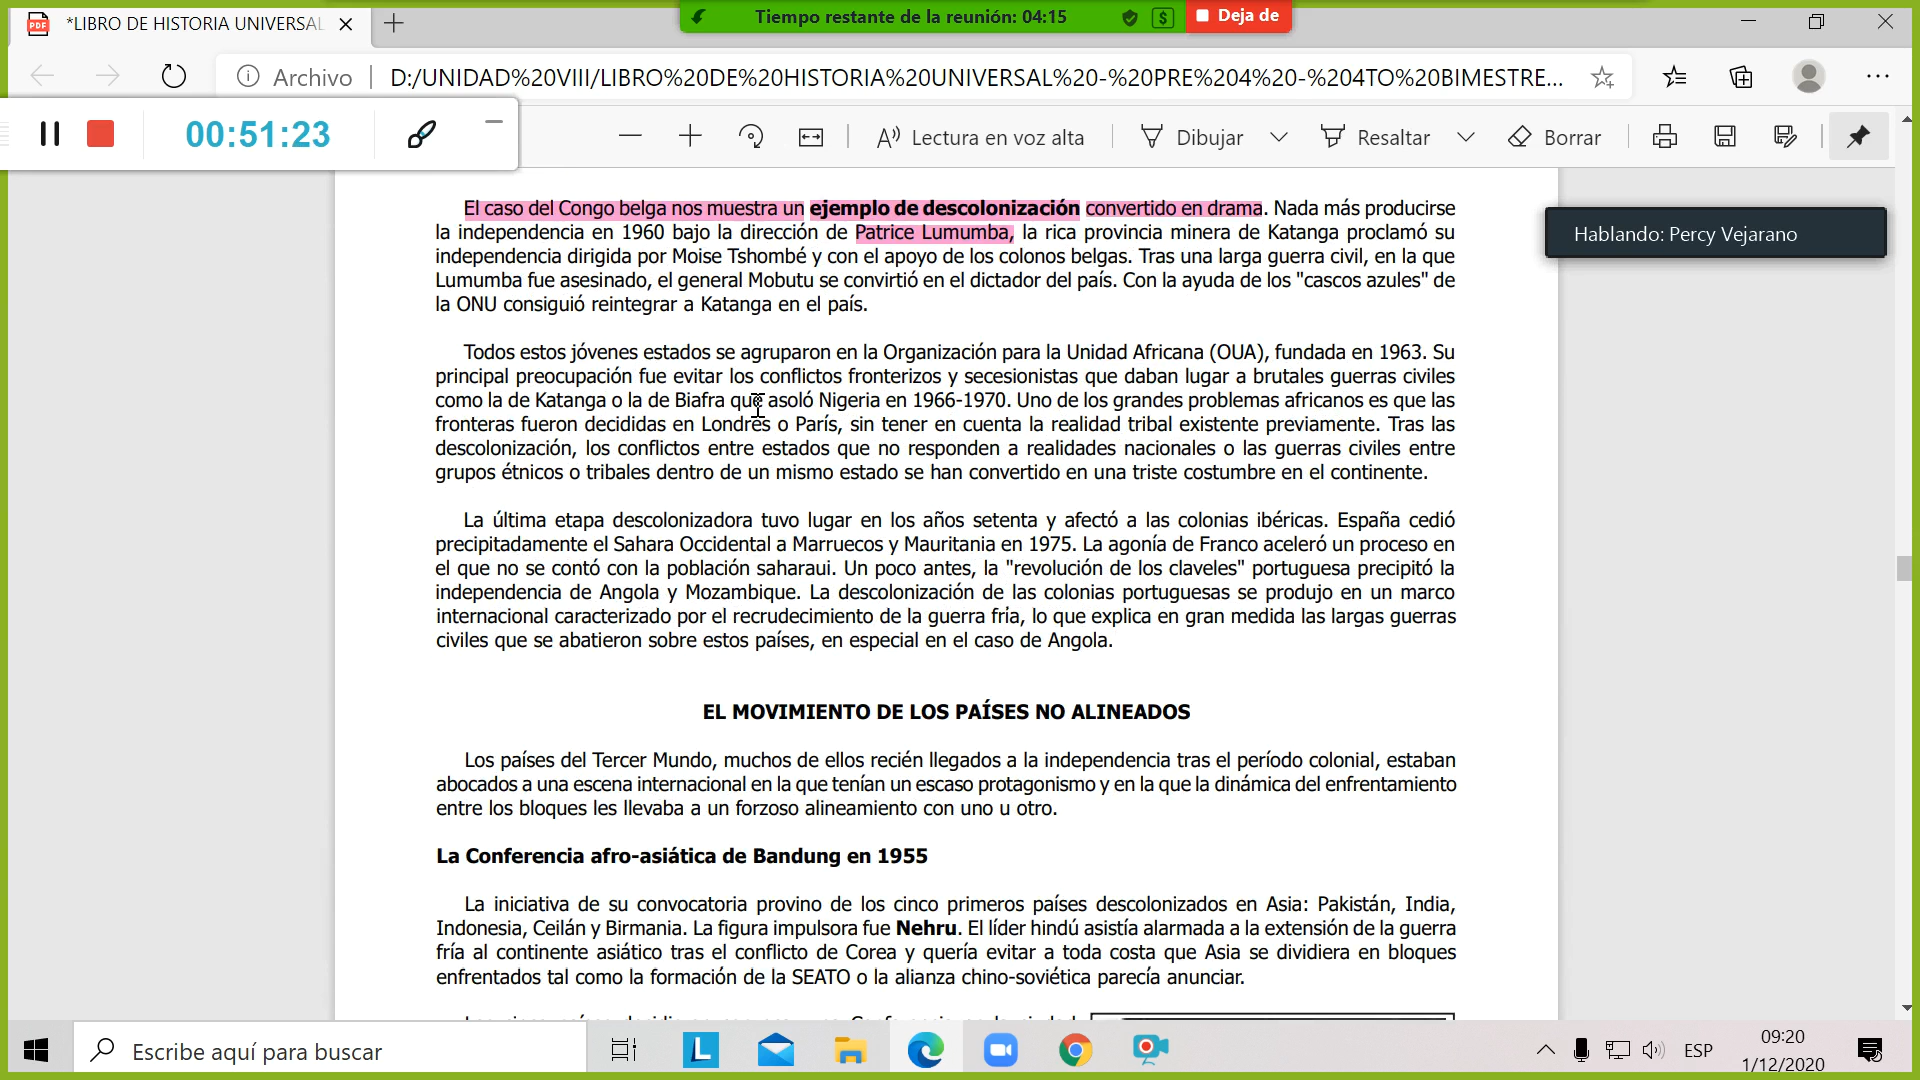 *LIBRO DE HISTORIA UNIVERSAL
Tiempo restante de la reunión: 04:15
Deja de
Archivo
D:/UNIDAD%20VIII/LIBRO%20DE%20HISTORIA%20UNIVERSAL%20-%20PRE%204%20-%204TO%20BIMESTRE...
00:51:23
Lectura en voz alta
Dibujar
Resaltar
Borrar
Hablando: Percy Vejarano
El caso del Congo belga nos muestra un ejemplo de descolonización convertido en drama. Nada más producirse
la independencia en 1960 bajo la dirección de Patrice Lumumba, la rica provincia minera de Katanga proclamó su
independencia dirigida por Moise Tshombé y con el apoyo de los colonos belgas. Tras una larga guerra civil, en la que
Lumumba fue asesinado, el general Mobutu se convirtió en el dictador del país. Con la ayuda de los "cascos azules" de
la ONU consiguió reintegrar a Katanga en el país.
Todos estos jóvenes estados se agruparon en la Organización para la Unidad Africana (OUA), fundada en 1963. Su
principal preocupación fue evitar los conflictos fronterizos y secesionistas que daban lugar a brutales guerras civiles
como la de Katanga o la de Biafra que asoló Nigeria en 1966-1970. Uno de los grandes problemas africanos es que las
fronteras fueron decididas en Londres o París, sin tener en cuenta la realidad tribal existente previamente. Tras las
descolonización, los conflictos entre estados que no responden a realidades nacionales o las guerras civiles entre
grupos étnicos o tribales dentro de un mismo estado se han convertido en una triste costumbre en el continente.
La última etapa descolonizadora tuvo lugar en los años setenta y afectó a las colonias ibéricas. España cedió
precipitadamente el Sahara Occidental a Marruecos y Mauritania en 1975. La agonía de Franco aceleró un proceso en
el que no se contó con la población saharaui. Un poco antes, la "revolución de los claveles" portuguesa precipitó la
independencia de Angola y Mozambique. La descolonización de las colonias portuguesas se produjo en un marco
internacional caracterizado por el recrudecimiento de la guerra fría, lo que explica en gran medida las largas guerras
civiles que se abatieron sobre estos países, en especial en el caso de Angola.
EL MOVIMIENTO DE LOS PAÍSES NO ALINEADOS
Los países del Tercer Mundo, muchos de ellos recién llegados a la independencia tras el período colonial, estaban
abocados a una escena internacional en la que tenían un escaso protagonismo y en la que la dinámica del enfrentamiento
entre los bloques les llevaba a un forzoso alineamiento con uno u otro.
La Conferencia afro-asiática de Bandung en 1955
La iniciativa de su convocatoria provino de los cinco primeros países descolonizados en Asia: Pakistán, India,
Indonesia, Ceilán y Birmania. La figura impulsora fue Nehru. El líder hindú asistía alarmada a la extensión de la guerra
fría al continente asiático tras el conflicto de Corea y quería evitar a toda costa que Asia se dividiera en bloques
enfrentados tal como la formación de la SEATO o la alianza chino-soviética parecía anunciar.
Escribe aquí para buscar
ESP
09:20
1/12/2020